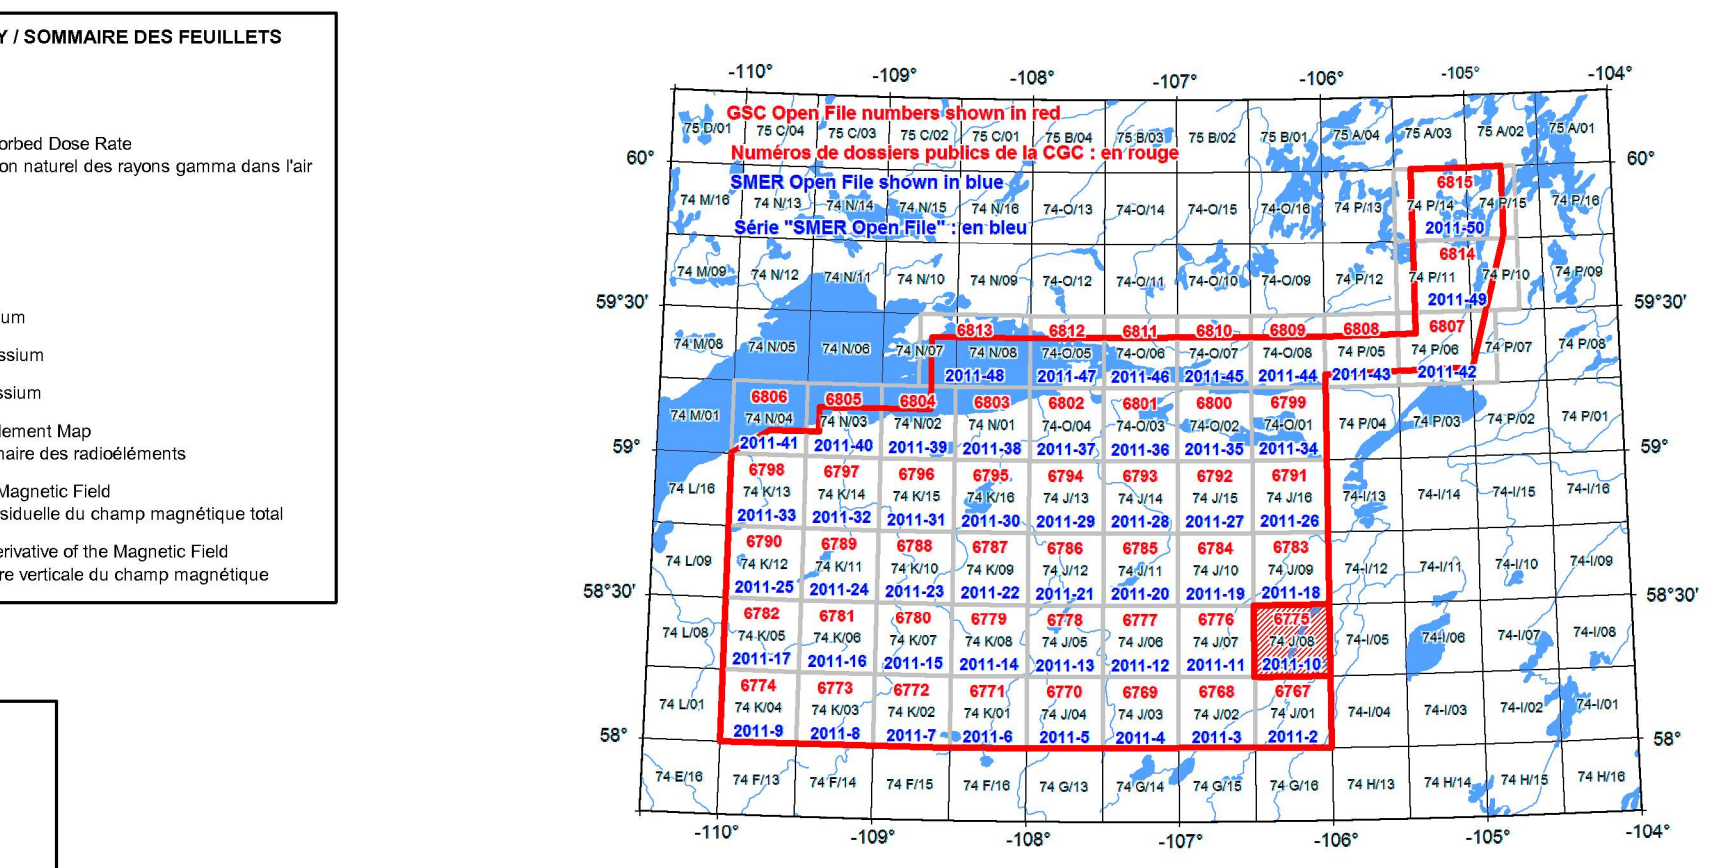 Y / SOMMAIRE DES FEUILLETS
orbed Dose Rate
on naturel des rayons gamma dans l'air
um
ssium
ssium
lement Map
naire des radioéléments
Magnetic Field
siduelle du champ magnétique total
erivative of the Magnetic Field
re verticale du champ magnétique
-110° -109° -108° -107° -106° -105° -104°
GSC Open File numbers shown in red
75 D/01 75 C/04 75 C/03 75 C/02 75 C/01 75 B/04 75 B/03 75 B/02 75 B/01 75 A/04 75 A/03 75 A/02 75 A/01
Numéros de dossiers publics de la CGC : en rouge
60° 60°
SMER Open File shown in blue 6815
74 M/16 74 N/13 74 N/14 74 N/15 74 N/16 74-O/13 74-O/14 74-O/15 74-O/16 74 P/13 74 P/14 74 P/15 74 P/16
Série "SMER Open File" : en bleu 2011-50
6814
74 M/09 74 N/12 74 N/11 74 N/10 74 N/09 74-O/12 74-O/11 74-O/10 74-O/09 74 P/12 74 P/11 74 P/10 74 P/09
59°30' 2011-49 59°30'
6813 6812 6811 6810 6809 6808 6807
74 M/08 74 N/05 74 N/06 74 N/07 74 N/08 74-O/05 74-O/06 74-O/07 74-O/08 74 P/05 74 P/06 74 P/07 74 P/08
2011-48 2011-47 2011-46 2011-45 2011-44 2011-43 2011-42
6806 6805 6804 6803 6802 6801 6800 6799
74 M/01 74 N/04 74 N/03 74 N/02 74 N/01 74-O/04 74-O/03 74-O/02 74-O/01 74 P/04 74 P/03 74 P/02 74 P/01
59° 2011-41 2011-40 2011-39 2011-38 2011-37 2011-36 2011-35 2011-34 59°
6798 6797 6796 6795 6794 6793 6792 6791
74 L/16 74 K/13 74 K/14 74 K/15 74 K/16 74 J/13 74 J/14 74 J/15 74 J/16 74-I/13 74-I/14 74-I/15 74-I/16
2011-33 2011-32 2011-31 2011-30 2011-29 2011-28 2011-27 2011-26
6790 6789 6788 6787 6786 6785 6784 6783
74 L/09 74 K/12 74 K/11 74 K/10 74 K/09 74 J/12 74 J/11 74 J/10 74 J/09 74-I/12 74-I/11 74-I/10 74-I/09
58°30' 2011-25 2011-24 2011-23 2011-22 2011-21 2011-20 2011-19 2011-18 58°30'
6782 6781 6780 6779 6778 6777 6776 6775
74 L/08 74 K/05 74 K/06 74 K/07 74 K/08 74 J/05 74 J/06 74 J/07 74 J/08 74-I/05 74-I/06 74-I/07 74-I/08
2011-17 2011-16 2011-15 2011-14 2011-13 2011-12 2011-11 2011-10
6774 6773 6772 6771 6770 6769 6768 6767
74 L/01 74 K/04 74 K/03 74 K/02 74 K/01 74 J/04 74 J/03 74 J/02 74 J/01 74-I/04 74-I/03 74-I/02 74-I/01
58° 2011-9 2011-8 2011-7 2011-6 2011-5 2011-4 2011-3 2011-2 58°
74 E/16 74 F/13 74 F/14 74 F/15 74 F/16 74 G/13 74 G/14 74 G/15 74 G/16 74 H/13 74 H/14 74 H/15 74 H/16
-110° -109° -108° -107° -106° -105° -104°